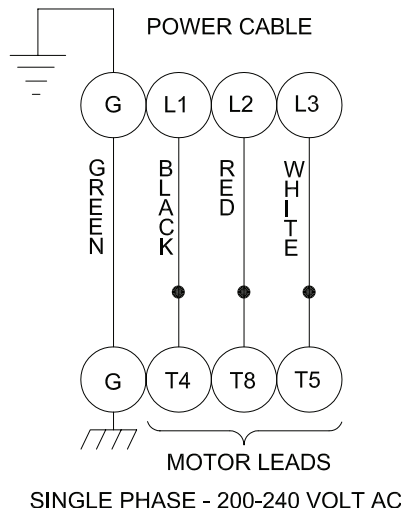 POWER CABLE
G L1 L2 L3
GREEN BLACK RED WHITE
G T4 T8 T5
MOTOR LEADS
SINGLE PHASE - 200-240 VOLT AC